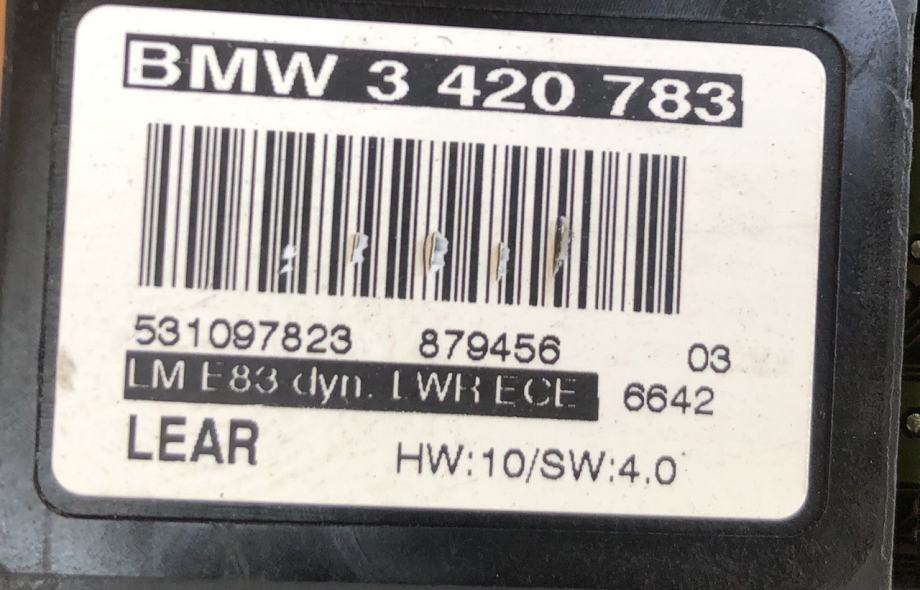 BMW 3 420 783
531097823 879456 03
LM E83 dyn. LWR ECE 6642
LEAR HW:10/SW:4.0